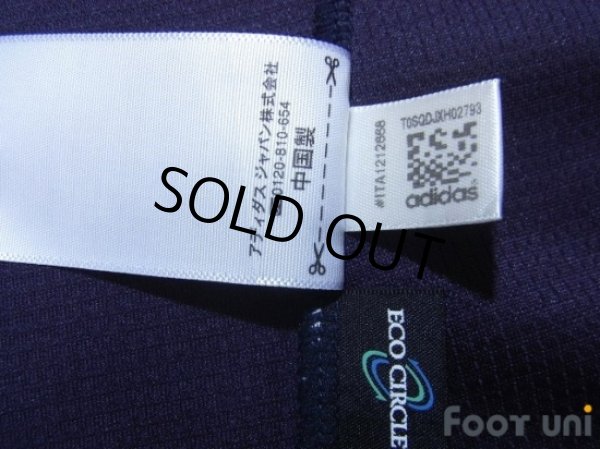 アディダス ジャパン株式会社
☎0120-810-654
中国製
T0SQDJXH02793
#ITA1212868
adidas
SOLD OUT
ECO CIRCLE
FOOT uni